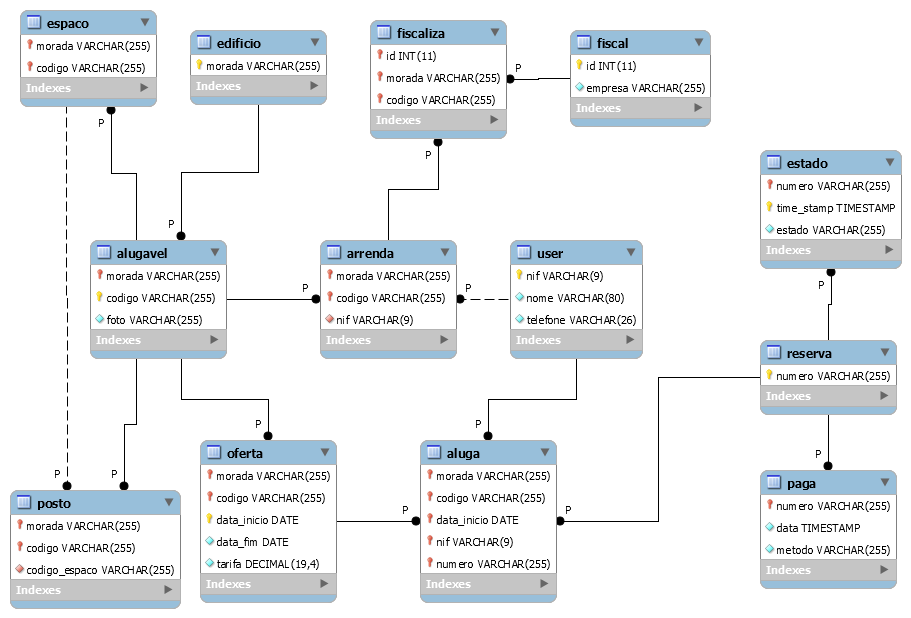 espaco
morada VARCHAR(255)
codigo VARCHAR(255)
Indexes
edificio
morada VARCHAR(255)
Indexes
fiscaliza
id INT(11)
morada VARCHAR(255)
codigo VARCHAR(255)
Indexes
fiscal
id INT(11)
empresa VARCHAR(255)
Indexes
P
P
P
P
estado
numero VARCHAR(255)
time_stamp TIMESTAMP
estado VARCHAR(255)
Indexes
alugavel
morada VARCHAR(255)
codigo VARCHAR(255)
foto VARCHAR(255)
Indexes
P
arrenda
morada VARCHAR(255)
codigo VARCHAR(255)
nif VARCHAR(9)
Indexes
P
user
nif VARCHAR(9)
nome VARCHAR(80)
telefone VARCHAR(26)
Indexes
P
reserva
numero VARCHAR(255)
Indexes
P
P
P
P
P
posto
morada VARCHAR(255)
codigo VARCHAR(255)
codigo_espaco VARCHAR(255)
Indexes
oferta
morada VARCHAR(255)
codigo VARCHAR(255)
data_inicio DATE
data_fim DATE
tarifa DECIMAL(19,4)
Indexes
P
aluga
morada VARCHAR(255)
codigo VARCHAR(255)
data_inicio DATE
nif VARCHAR(9)
numero VARCHAR(255)
Indexes
P
paga
numero VARCHAR(255)
data TIMESTAMP
metodo VARCHAR(255)
Indexes